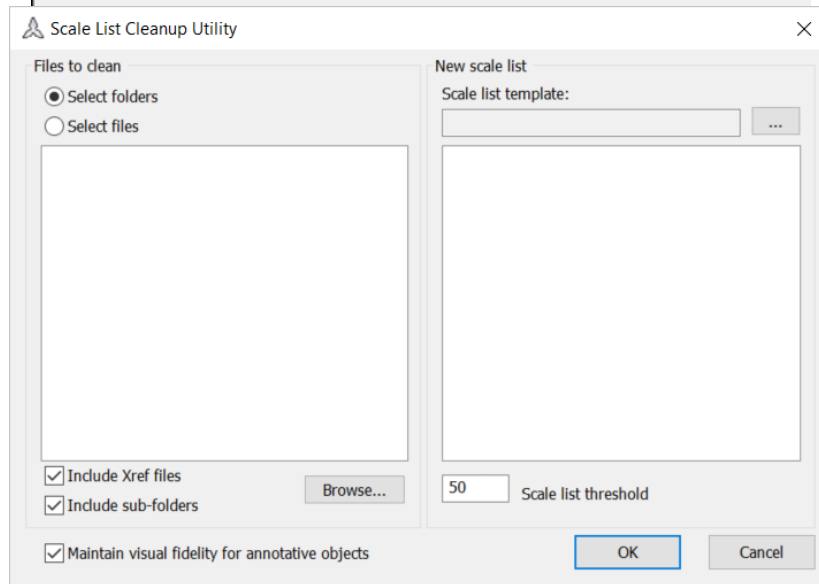 Scale List Cleanup Utility
Files to clean
Select folders
Select files
Include Xref files
Include sub-folders
Browse...
New scale list
Scale list template:
...
50
Scale list threshold
Maintain visual fidelity for annotative objects
OK
Cancel